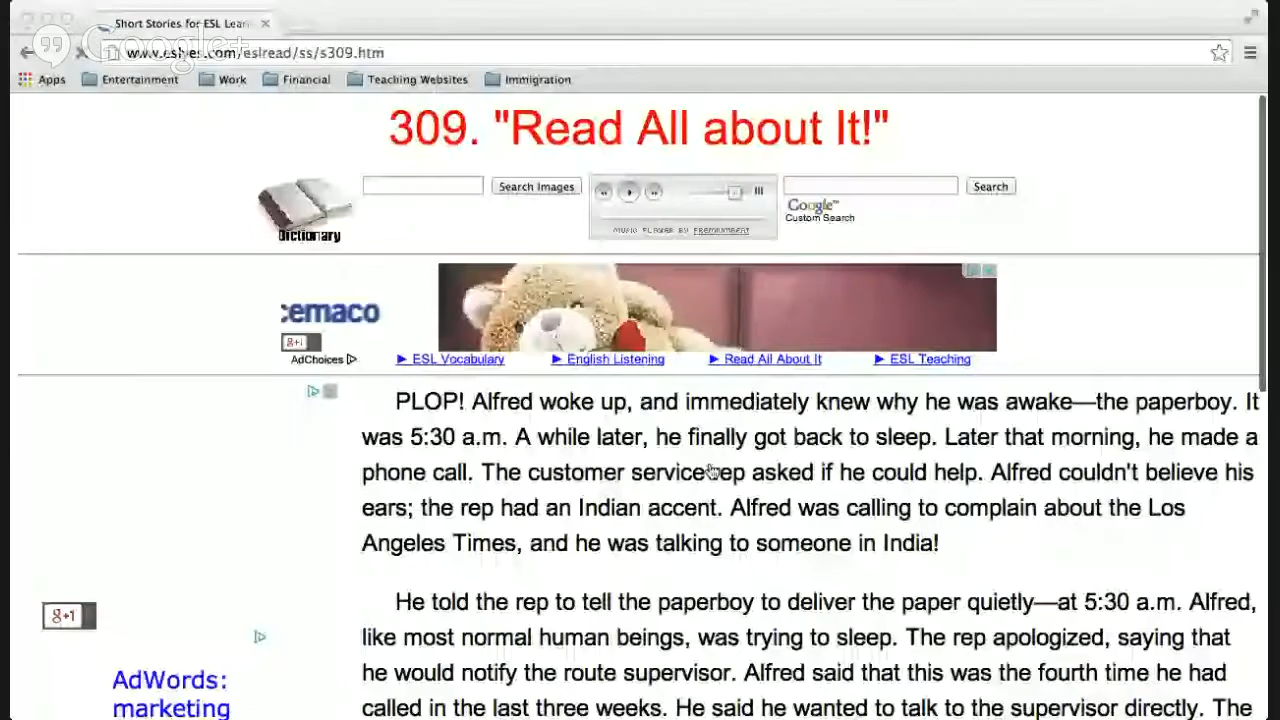 Short Stories for ESL Lear
Google+
www.eslyes.com/eslread/ss/s309.htm
Apps Entertainment Work Financial Teaching Websites Immigration
309. "Read All about It!"
Search Images
Search
Google™
Custom Search
Dictionary
MUSIC PLAYER BY PREMIUMBEAT
cemaco
g+1
AdChoices
► ESL Vocabulary ► English Listening ► Read All About It ► ESL Teaching
PLOP! Alfred woke up, and immediately knew why he was awake—the paperboy. It
was 5:30 a.m. A while later, he finally got back to sleep. Later that morning, he made a
phone call. The customer service rep asked if he could help. Alfred couldn't believe his
ears; the rep had an Indian accent. Alfred was calling to complain about the Los
Angeles Times, and he was talking to someone in India!
He told the rep to tell the paperboy to deliver the paper quietly—at 5:30 a.m. Alfred,
like most normal human beings, was trying to sleep. The rep apologized, saying that
he would notify the route supervisor. Alfred said that this was the fourth time he had
called in the last three weeks. He said he wanted to talk to the supervisor directly. The
g+1
AdWords:
marketing